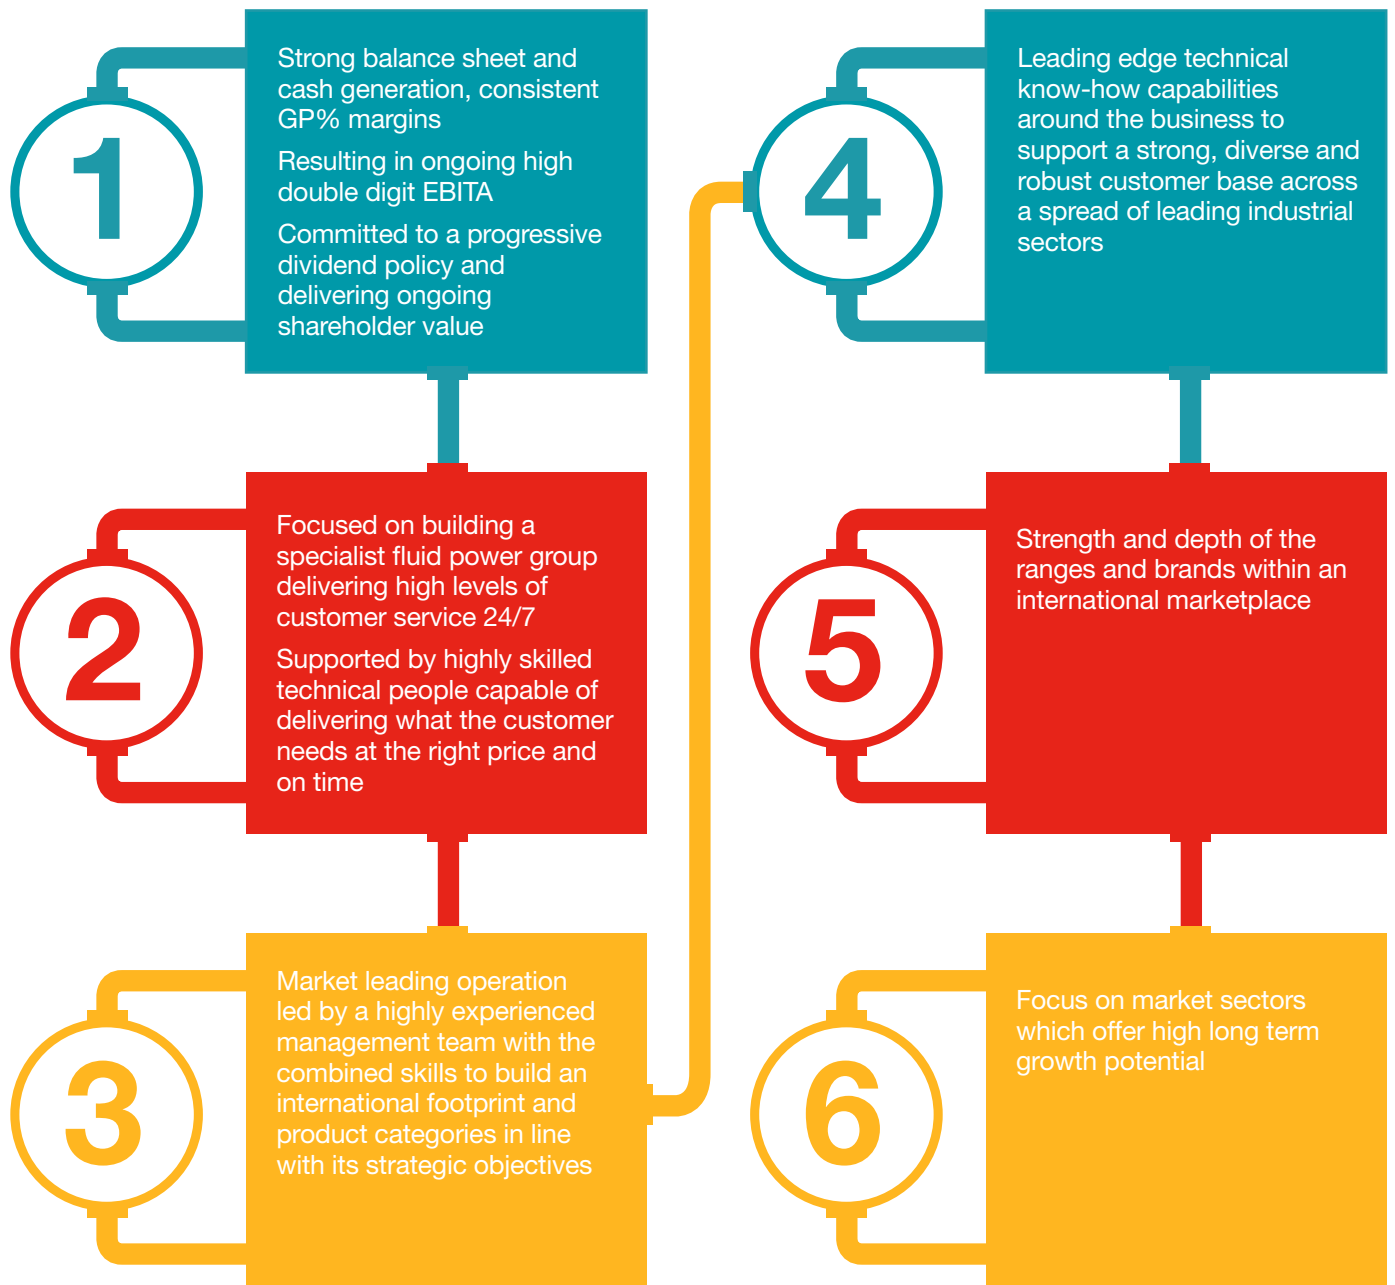 1
Strong balance sheet and
cash generation, consistent
GP% margins
Resulting in ongoing high
double digit EBITA
Committed to a progressive
dividend policy and
delivering ongoing
shareholder value
2
Focused on building a
specialist fluid power group
delivering high levels of
customer service 24/7
Supported by highly skilled
technical people capable of
delivering what the customer
needs at the right price and
on time
3
Market leading operation
led by a highly experienced
management team with the
combined skills to build an
international footprint and
product categories in line
with its strategic objectives
4
Leading edge technical
know-how capabilities
around the business to
support a strong, diverse and
robust customer base across
a spread of leading industrial
sectors
5
Strength and depth of the
ranges and brands within an
international marketplace
6
Focus on market sectors
which offer high long term
growth potential